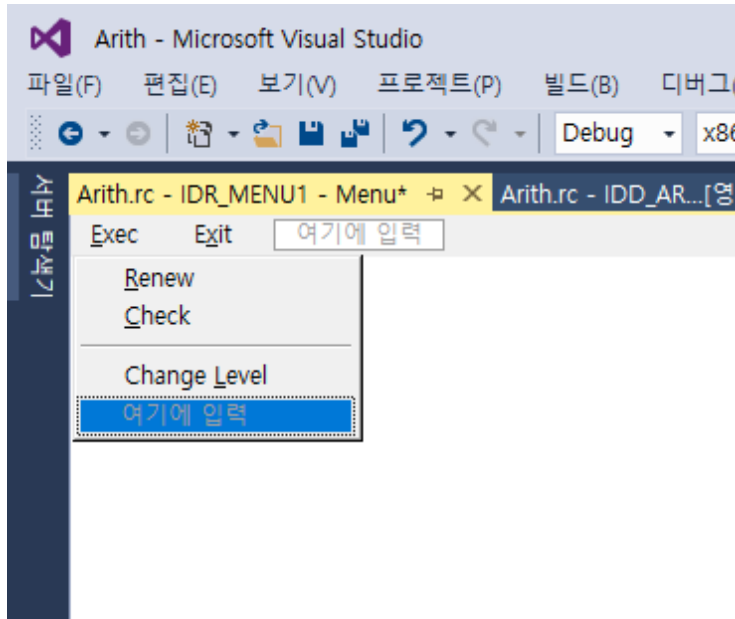 Arith - Microsoft Visual Studio
파일(F) 편집(E) 보기(V) 프로젝트(P) 빌드(B) 디버그(
Debug x86
서버 탐색기
Arith.rc - IDR_MENU1 - Menu* Arith.rc - IDD_AR...[영
Exec Exit 여기에 입력
Renew
Check
Change Level
여기에 입력